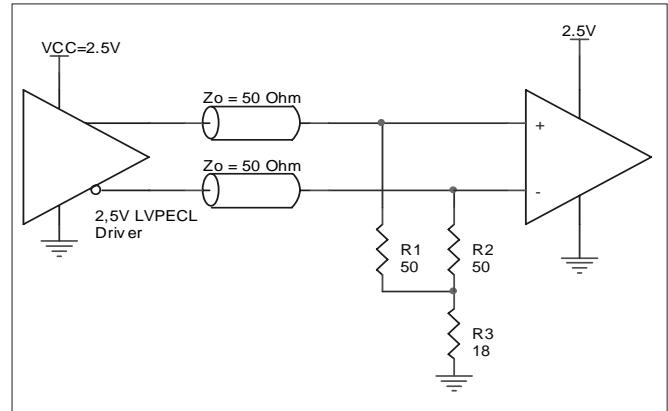 VCC=2.5V
2.5V
Zo = 50 Ohm
+
Zo = 50 Ohm
-
2,5V LVPECL
Driver
R1
50
R2
50
R3
18